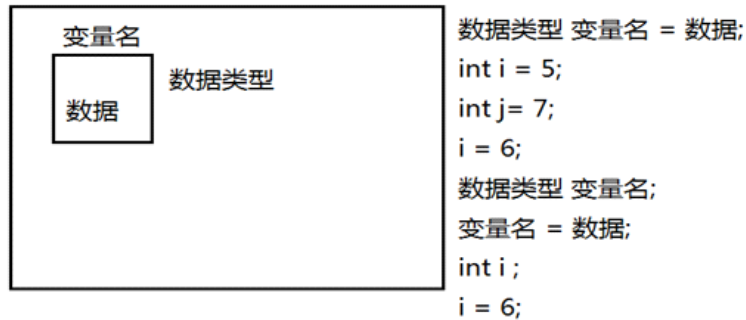 变量名
数据类型
数据
数据类型 变量名 = 数据;
int i = 5;
int j= 7;
i = 6;
数据类型 变量名;
变量名 = 数据;
int i ;
i = 6;